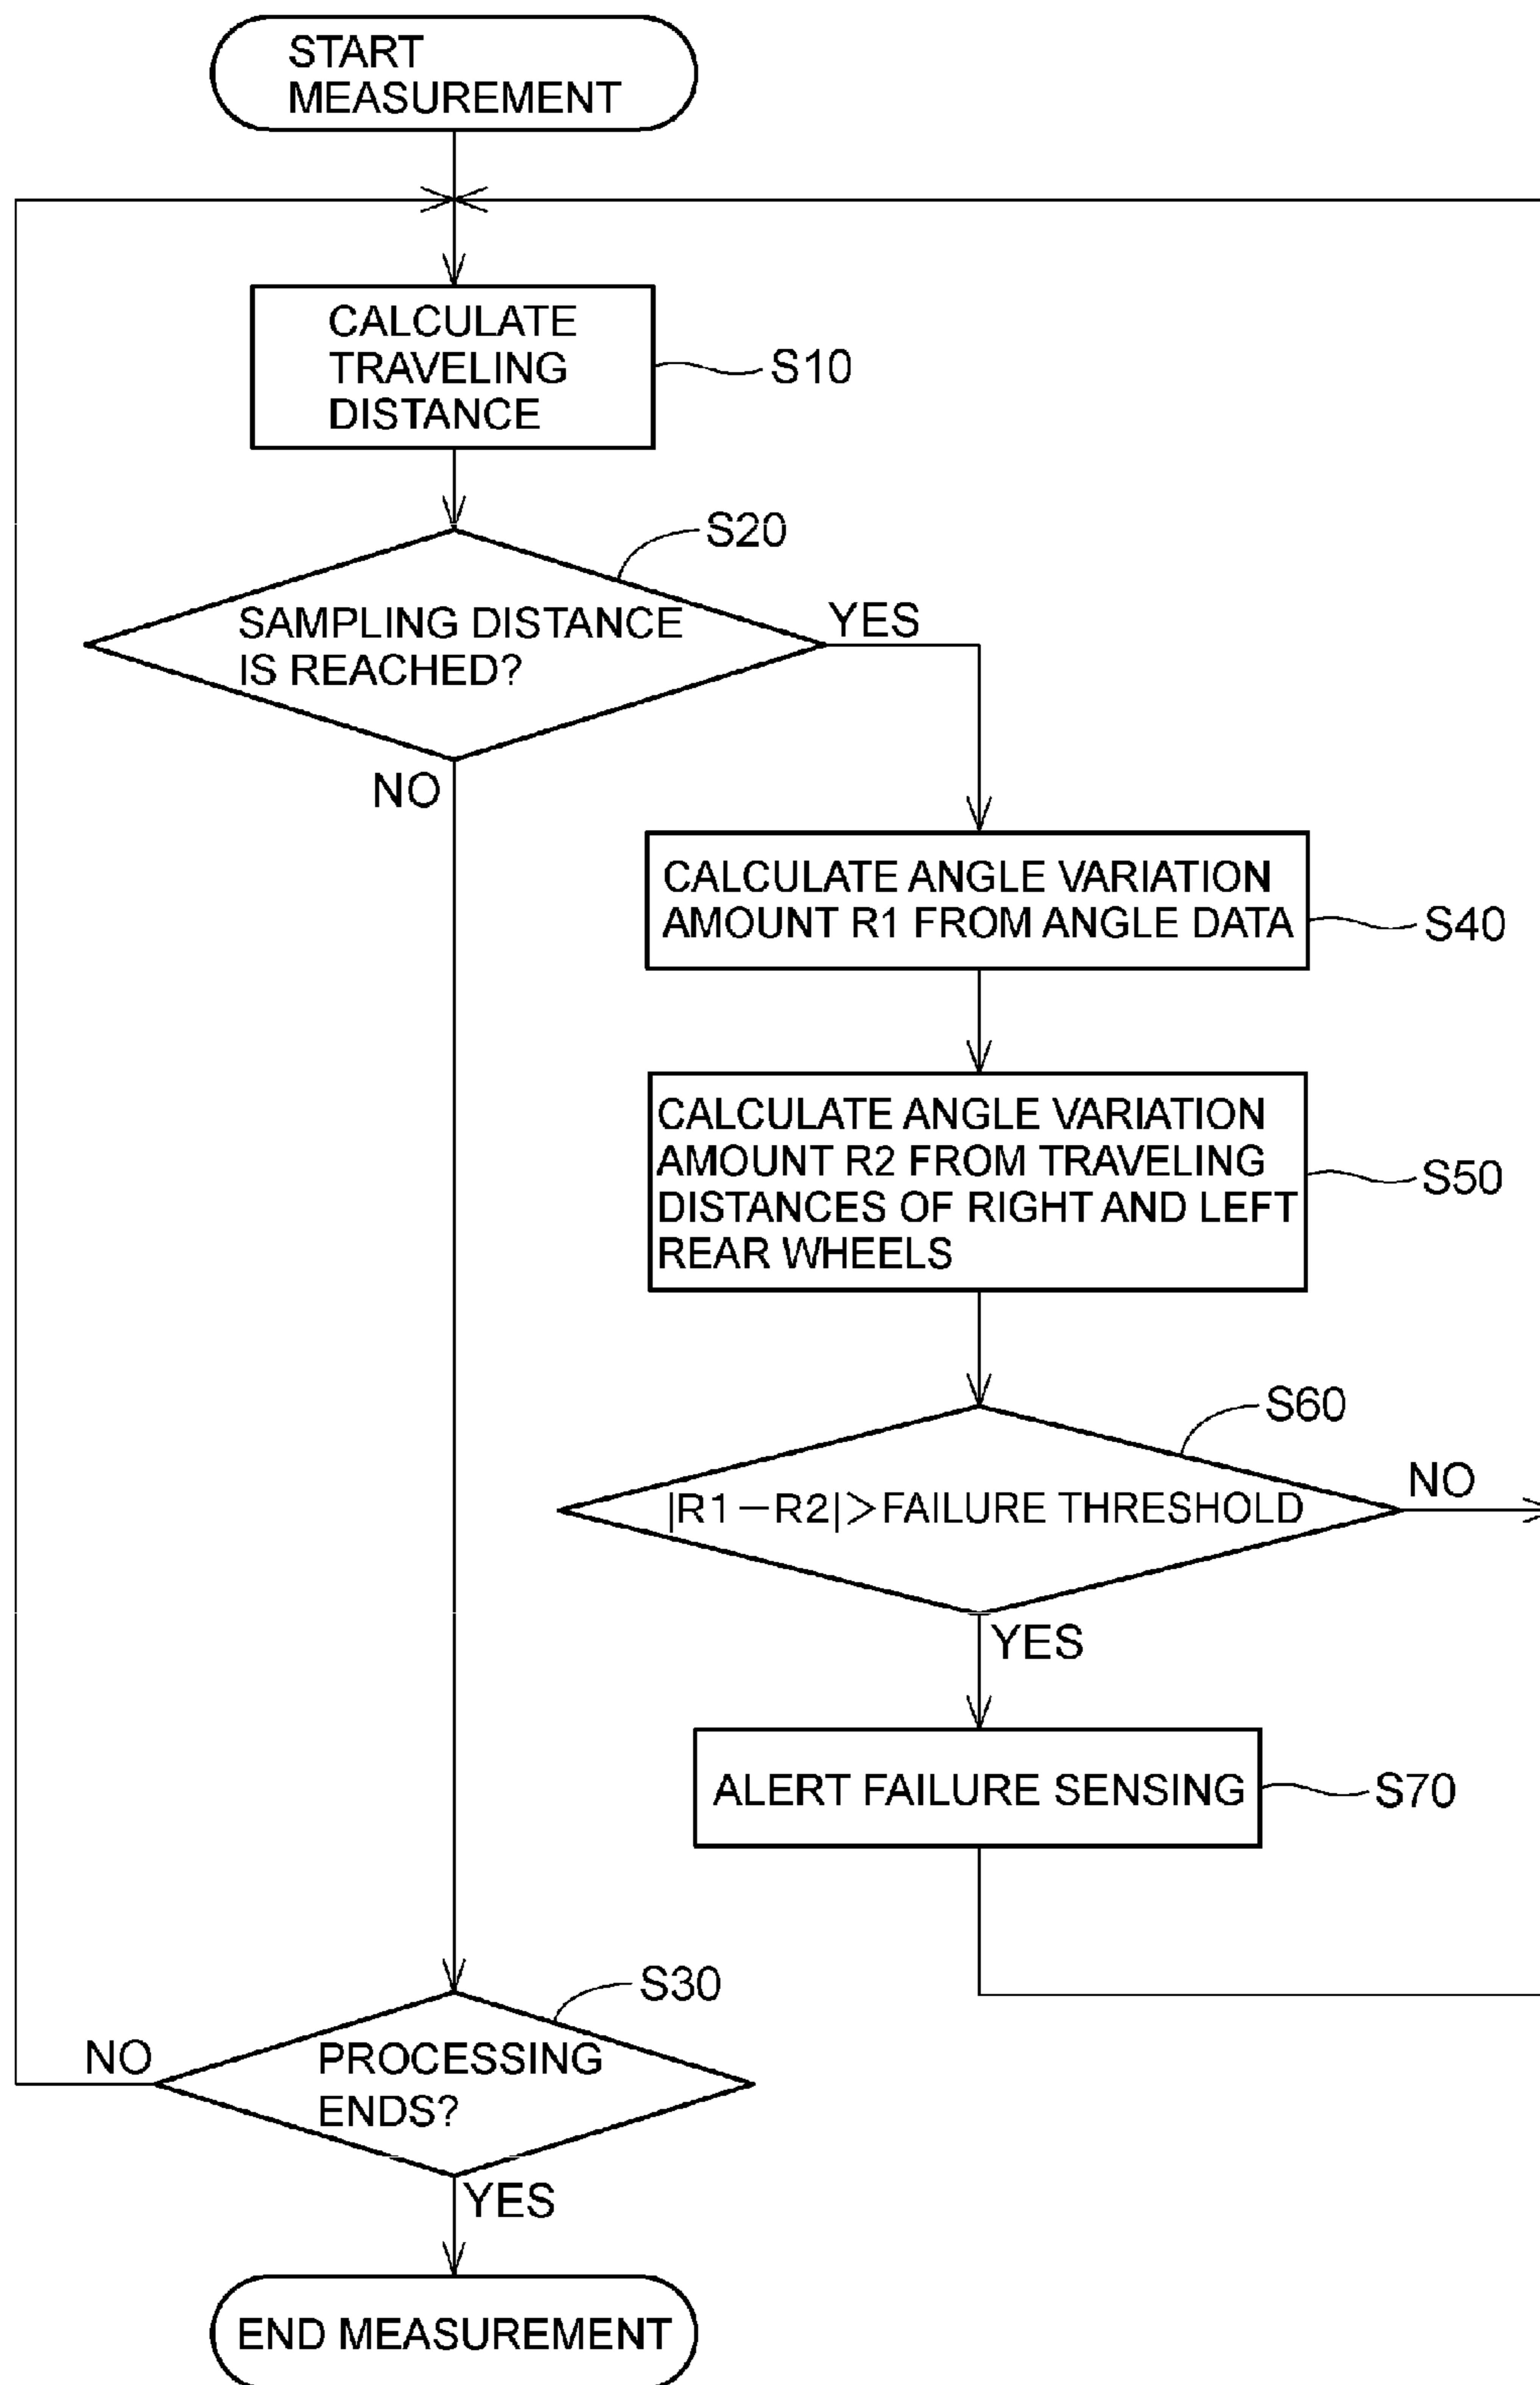 START
MEASUREMENT
CALCULATE
TRAVELING
DISTANCE
S10
S20
SAMPLING DISTANCE
IS REACHED?
YES
NO
CALCULATE ANGLE VARIATION
AMOUNT R1 FROM ANGLE DATA
S40
CALCULATE ANGLE VARIATION
AMOUNT R2 FROM TRAVELING
DISTANCES OF RIGHT AND LEFT
REAR WHEELS
S50
S60
|R1－R2|＞FAILURE THRESHOLD
NO
YES
ALERT FAILURE SENSING
S70
S30
PROCESSING
ENDS?
NO
YES
END MEASUREMENT